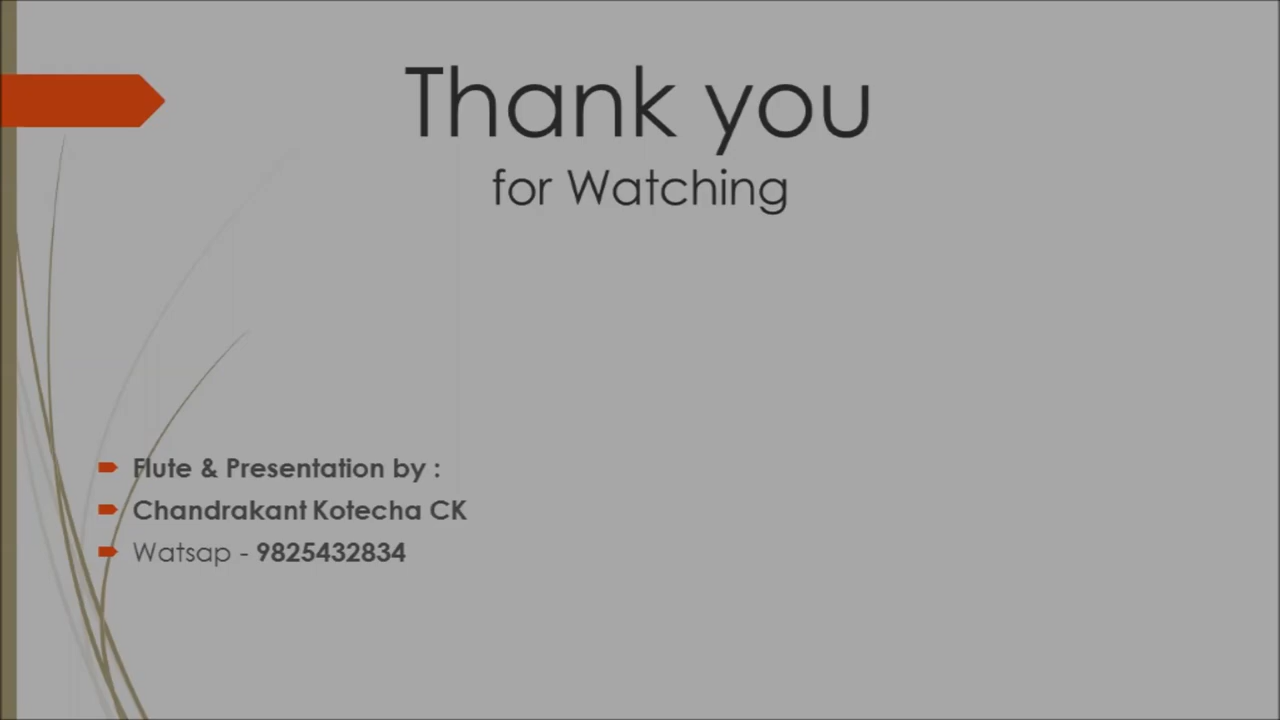 Thank you
for Watching
Flute & Presentation by :
Chandrakant Kotecha CK
Watsap - 9825432834